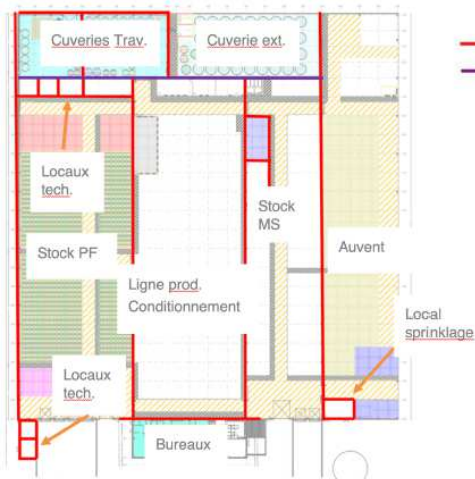 Cuveries Trav.
Cuverie ext.
Locaux
tech.
Stock PF
Ligne prod.
Conditionnement
Stock
MS
Auvent
Local
sprinklage
Locaux
tech.
Bureaux